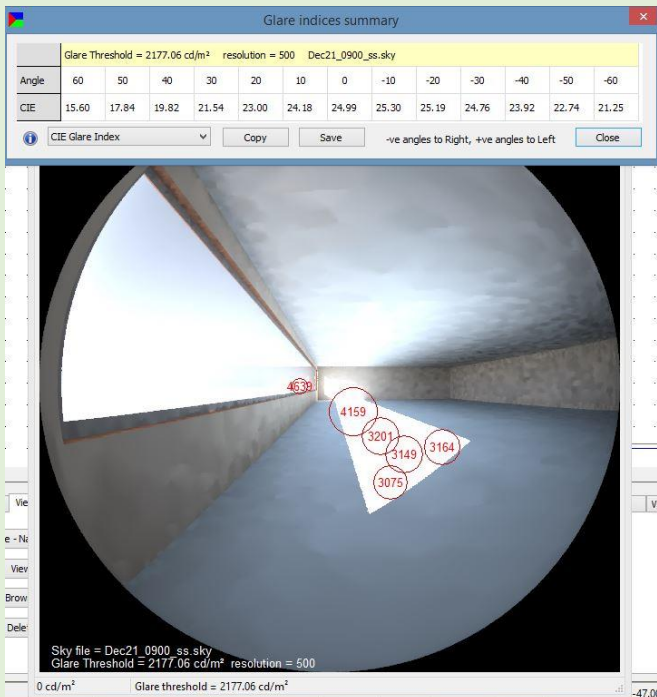 Glare indices summary
Glare Threshold = 2177.06 cd/m² resolution = 500 Dec21_0900_ss.sky
Angle 60 50 40 30 20 10 0 -10 -20 -30 -40 -50 -60
CIE 15.60 17.84 19.82 21.54 23.00 24.18 24.99 25.30 25.19 24.76 23.92 22.74 21.25
CIE Glare Index Copy Save -ve angles to Right, +ve angles to Left Close
4639
4159
3201
3149 3164
3075
Vie
e - Na
View
Brow
Dele
Sky file = Dec21_0900_ss.sky
Glare Threshold = 2177.06 cd/m² resolution = 500
0 cd/m² Glare threshold = 2177.06 cd/m²